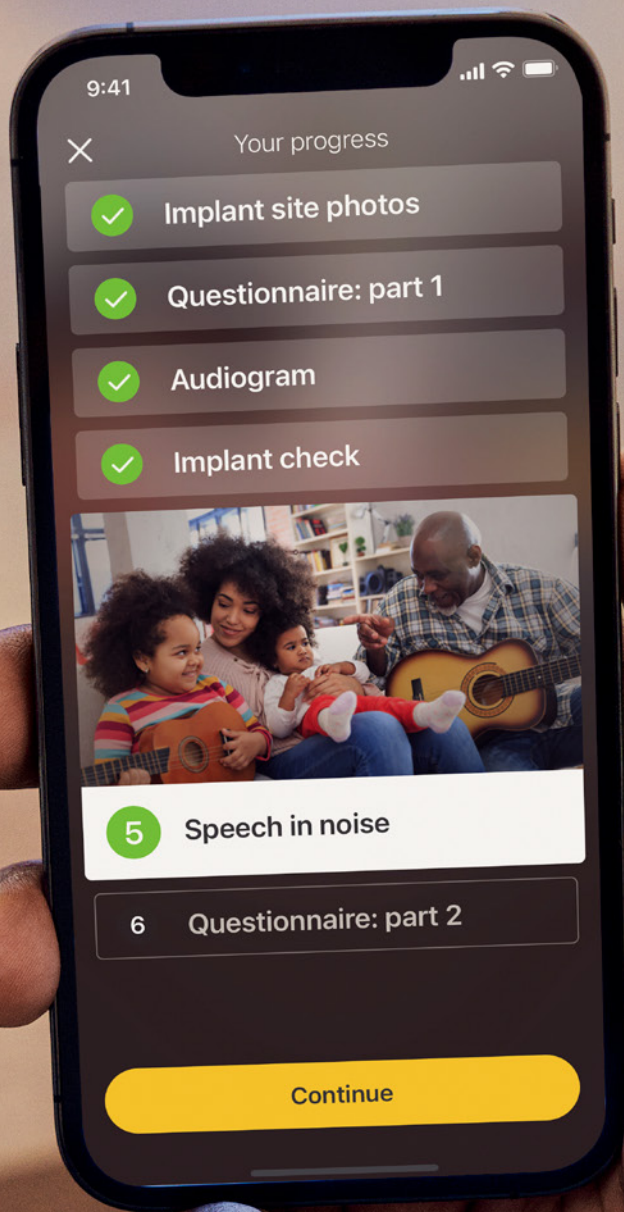 9:41
Your progress
Implant site photos
Questionnaire: part 1
Audiogram
Implant check
5 Speech in noise
6 Questionnaire: part 2
Continue